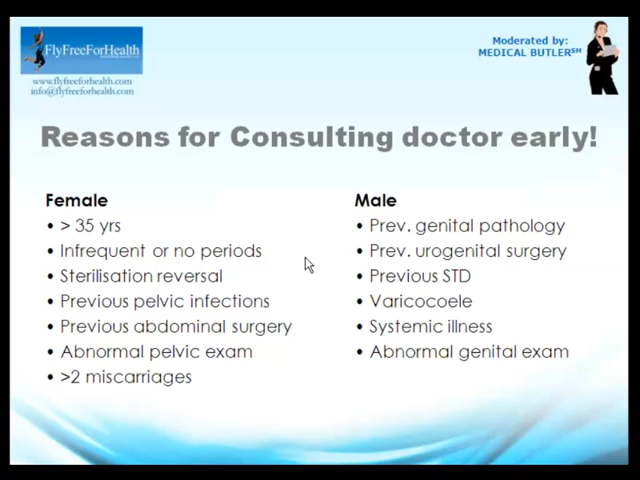 FlyFreeForHealth
www.flyfreeforhealth.com
info@flyfreeforhealth.com
Moderated by:
MEDICAL BUTLER℠
Reasons for Consulting doctor early!
Female
• > 35 yrs
• Infrequent or no periods
• Sterilisation reversal
• Previous pelvic infections
• Previous abdominal surgery
• Abnormal pelvic exam
• >2 miscarriages
Male
• Prev. genital pathology
• Prev. urogenital surgery
• Previous STD
• Varicocoele
• Systemic illness
• Abnormal genital exam